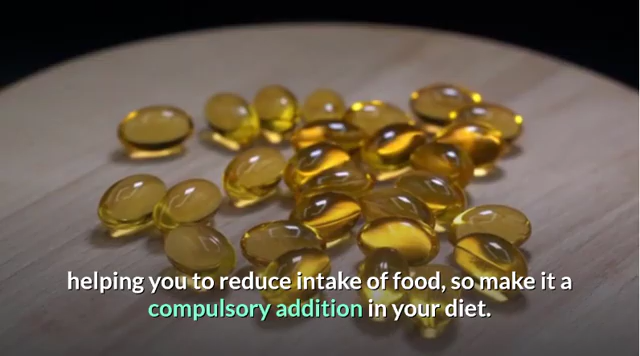 helping you to reduce intake of food, so make it a
compulsory addition in your diet.